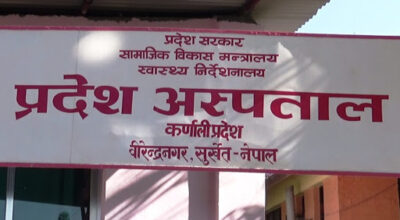 प्रदेश सरकार
सामाजिक विकास मन्त्रालय
स्वास्थ्य निर्देशनालय
प्रदेश अस्पताल
कर्णाली प्रदेश
वीरेन्द्रनगर, सुर्खेत-नेपाल